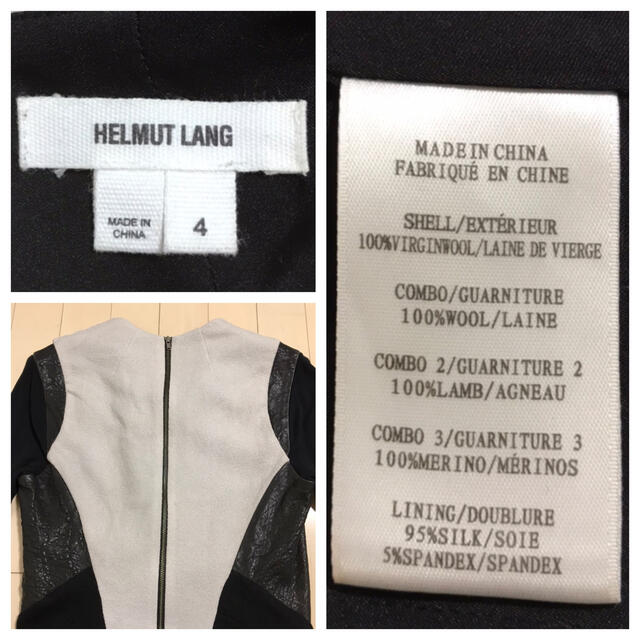 HELMUT LANG
MADE IN
CHINA
4
MADE IN CHINA
FABRIQUÉ EN CHINE
SHELL/EXTÉRIEUR
100%VIRGINWOOL/LAINE DE VIERGE
COMBO/GUARNITURE
100%WOOL/LAINE
COMBO 2/GUARNITURE 2
100%LAMB/AGNEAU
COMBO 3/GUARNITURE 3
100%MERINO/MÉRINOS
LINING/DOUBLURE
95%SILK/SOIE
5%SPANDEX/SPANDEX